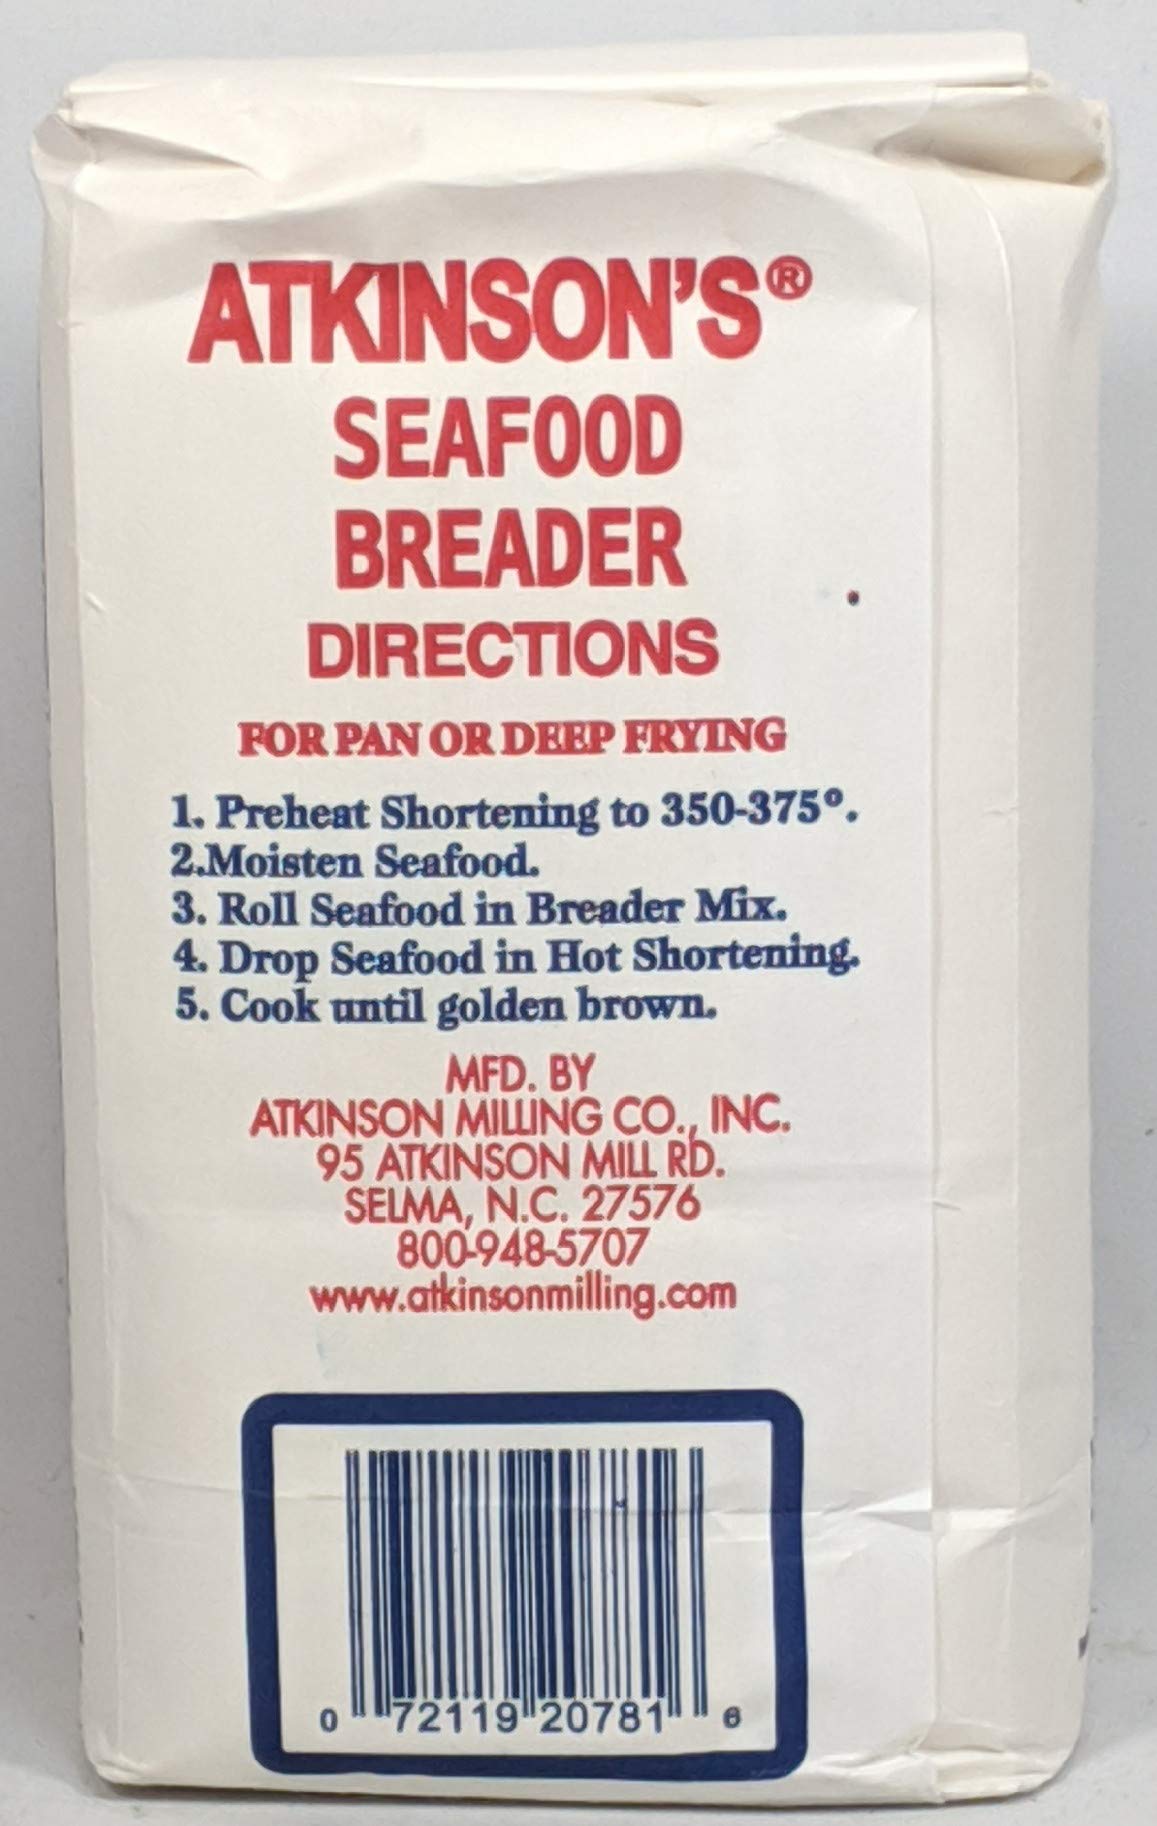 ATKINSON'S®
SEAFOOD
BREADER
DIRECTIONS
FOR PAN OR DEEP FRYING
1. Preheat Shortening to 350-375°.
2.Moisten Seafood.
3. Roll Seafood in Breader Mix.
4. Drop Seafood in Hot Shortening.
5. Cook until golden brown.
MFD. BY
ATKINSON MILLING CO., INC.
95 ATKINSON MILL RD.
SELMA, N.C. 27576
800-948-5707
www.atkinsonmilling.com
0 72119 20781 6